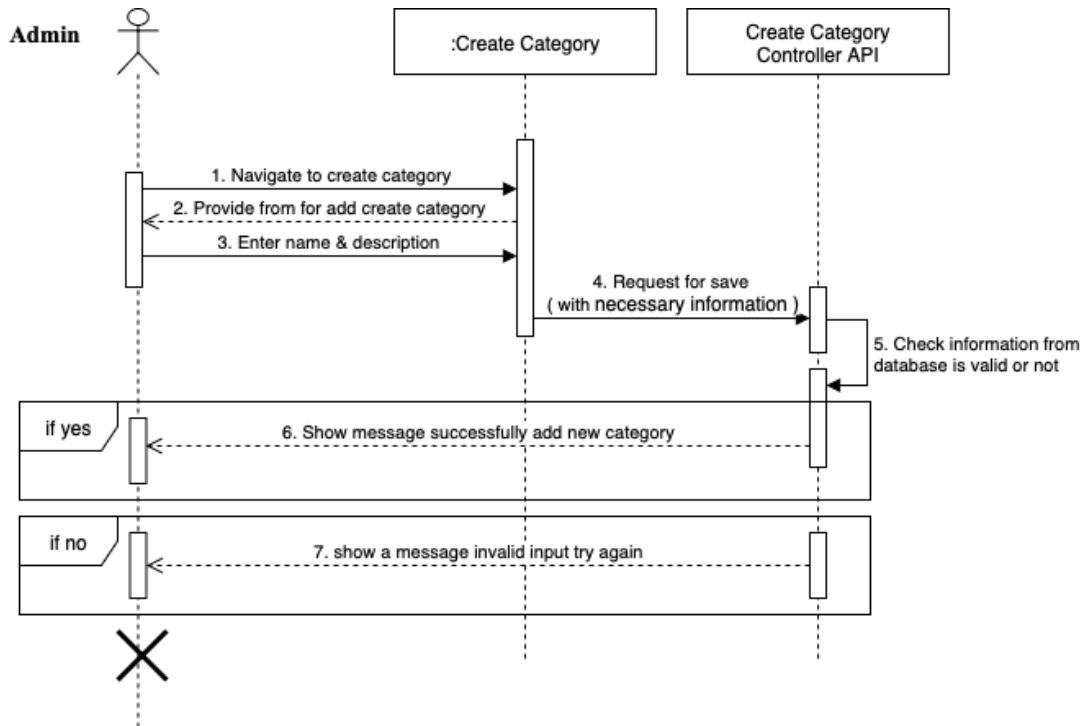 Admin
:Create Category
Create Category
Controller API
1. Navigate to create category
2. Provide from for add create category
3. Enter name & description
4. Request for save
( with necessary information )
5. Check information from
database is valid or not
if yes
6. Show message successfully add new category
if no
7. show a message invalid input try again